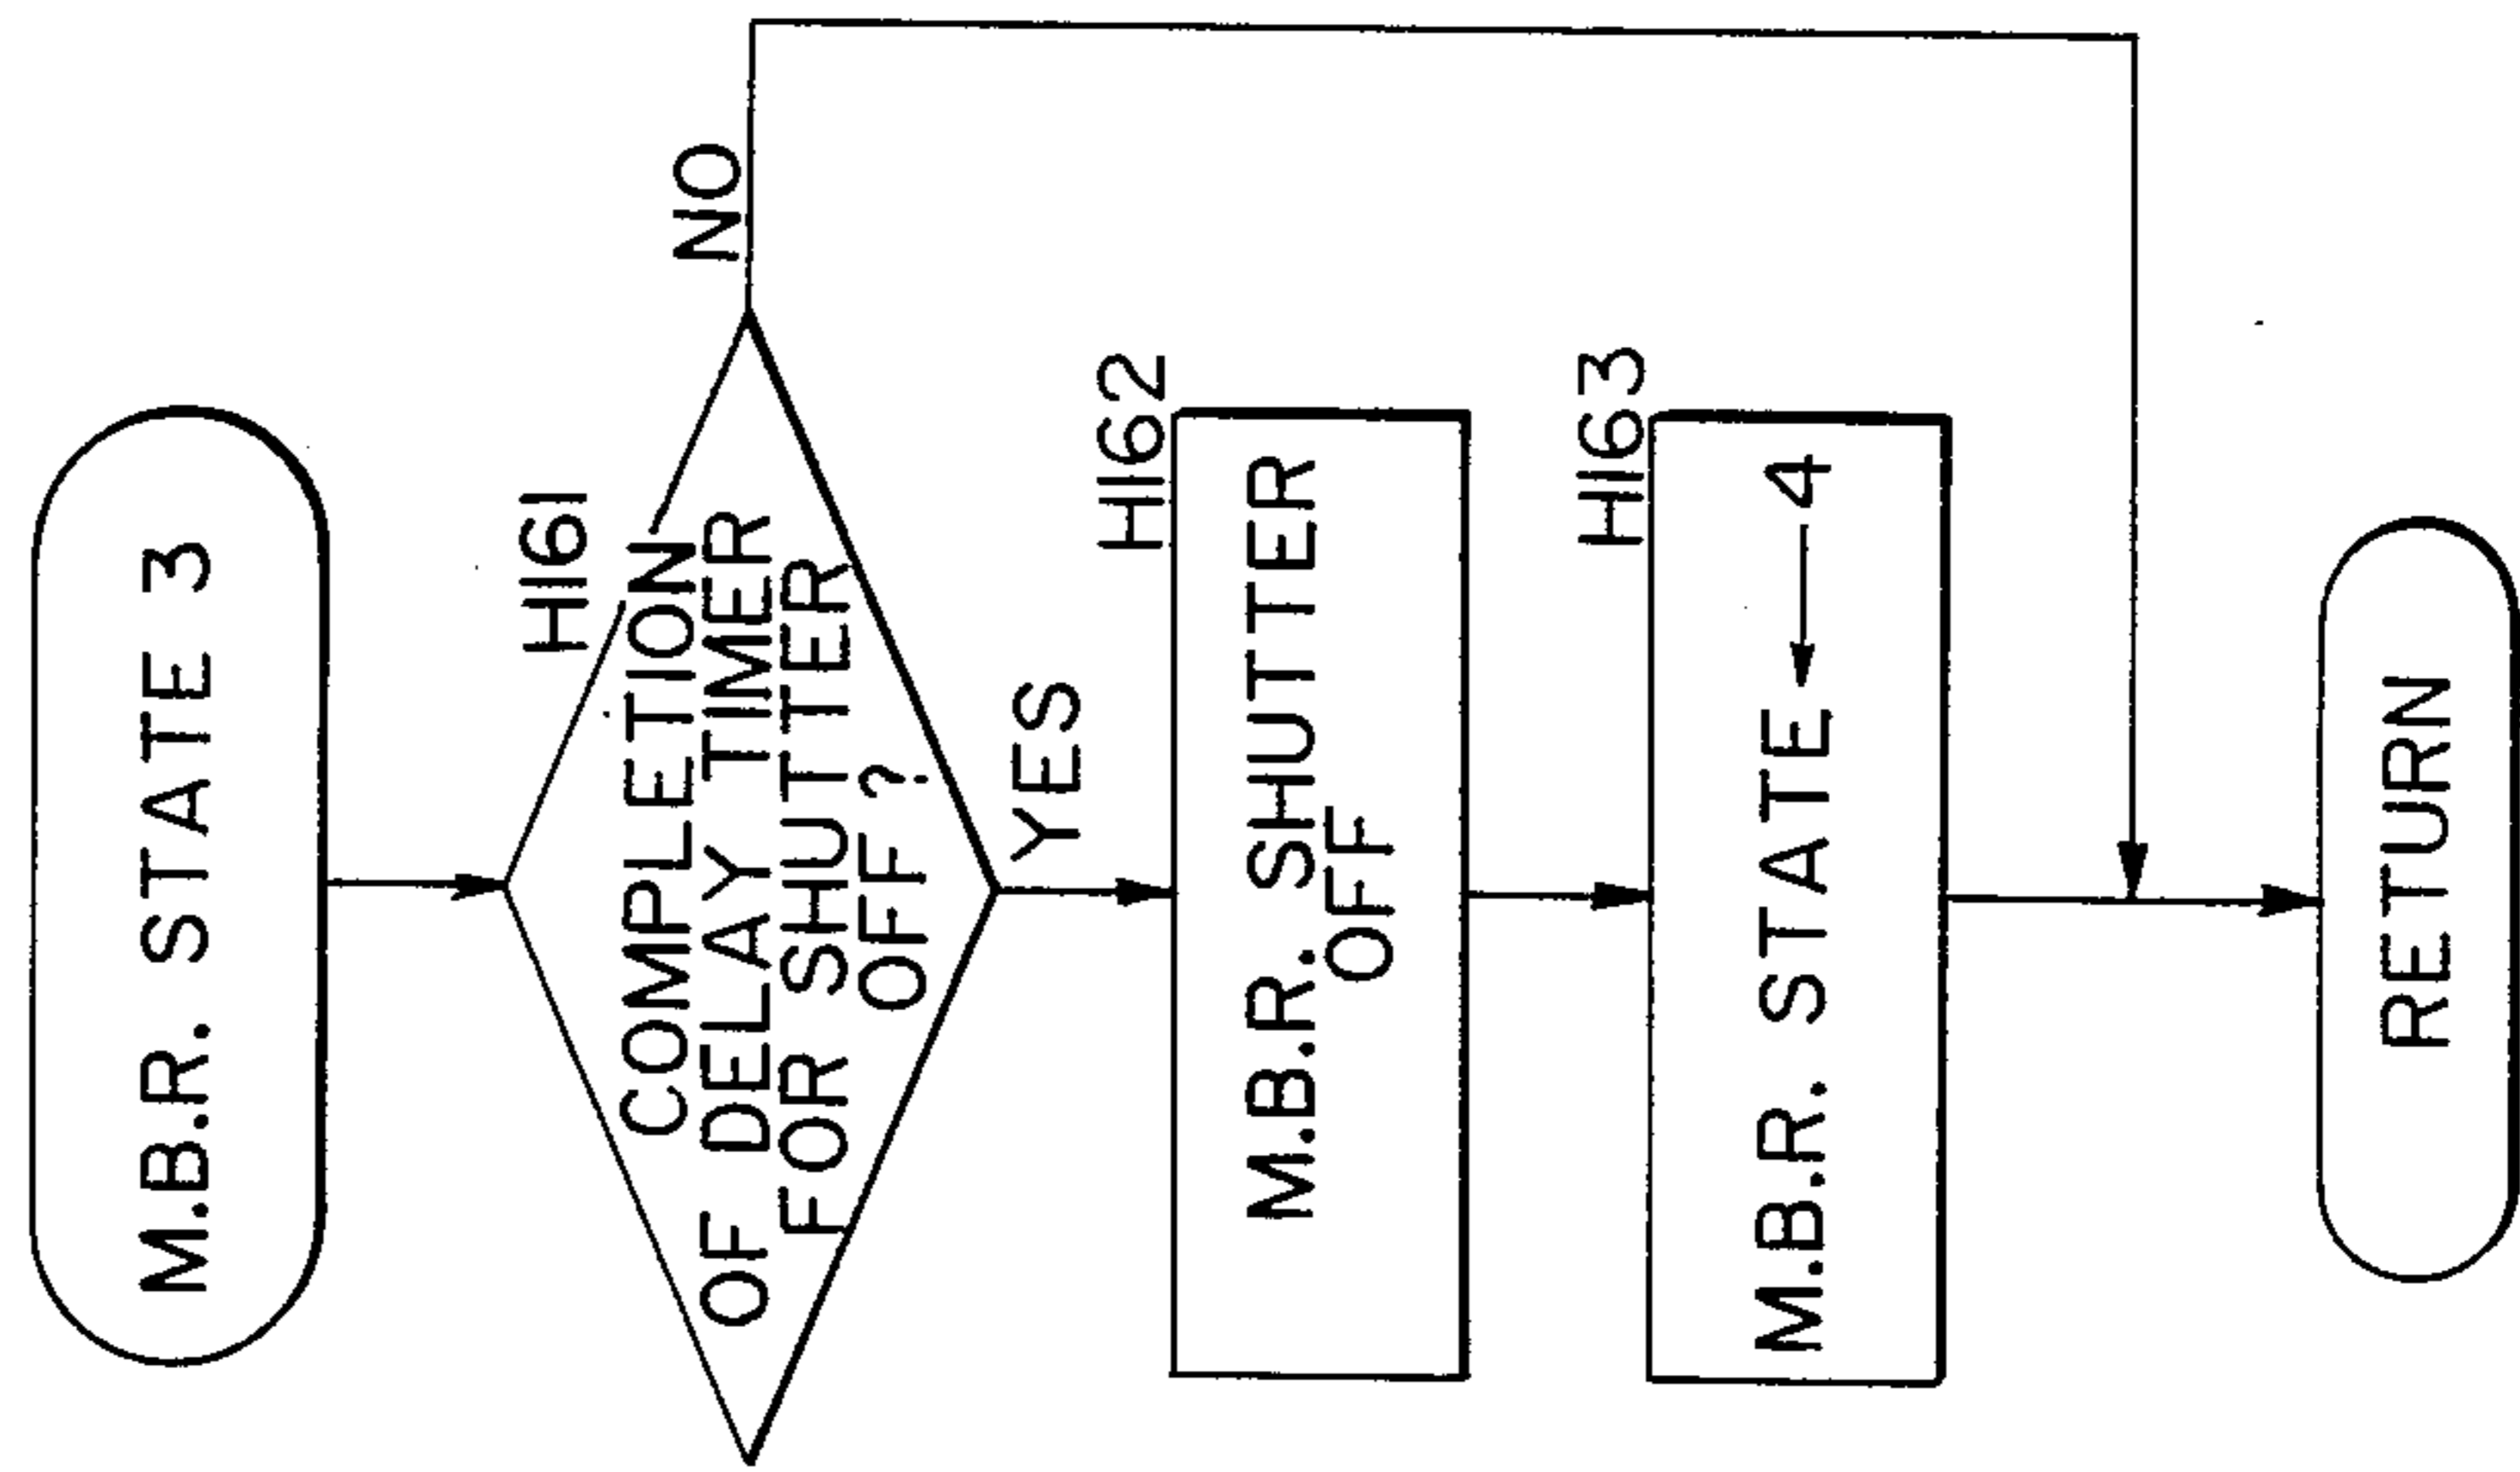 M.B.R. STATE 3
H161
COMPLETION
OF DELAY TIMER
FOR SHUTTER
OFF ?
NO
YES
H162
M.B.R. SHUTTER
OFF
H163
M.B.R. STATE ← 4
RETURN